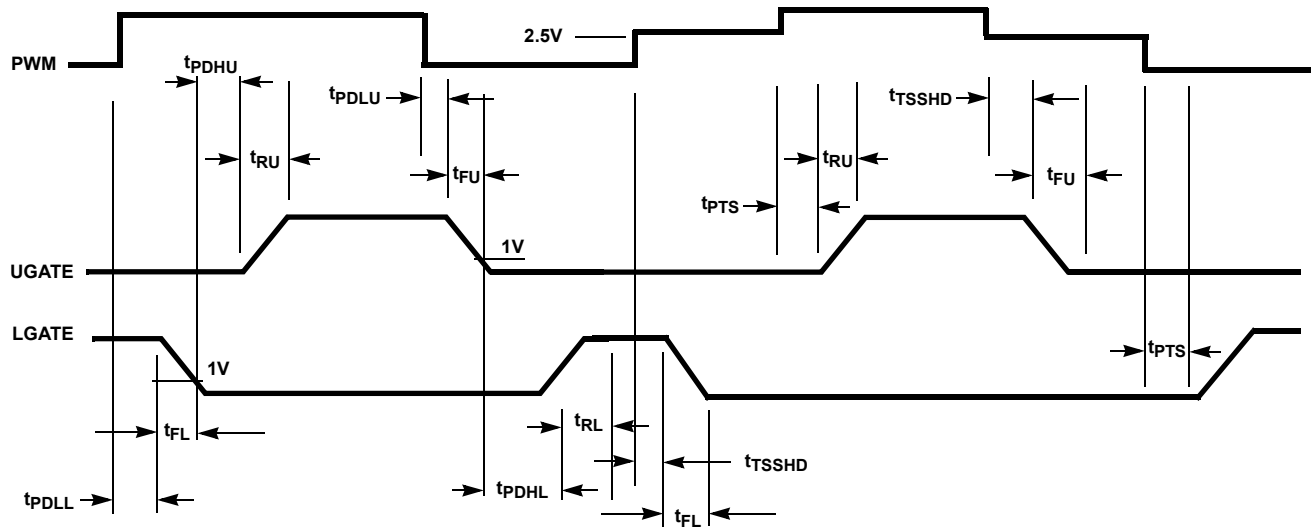 2.5V
PWM
tPDHU
tPDLU
tTSSHD
tRU
tRU
tFU
tFU
tPTS
1V
UGATE
LGATE
tPTS
1V
tRL
tFL
tTSSHD
tPDLL
tPDHL
tFL